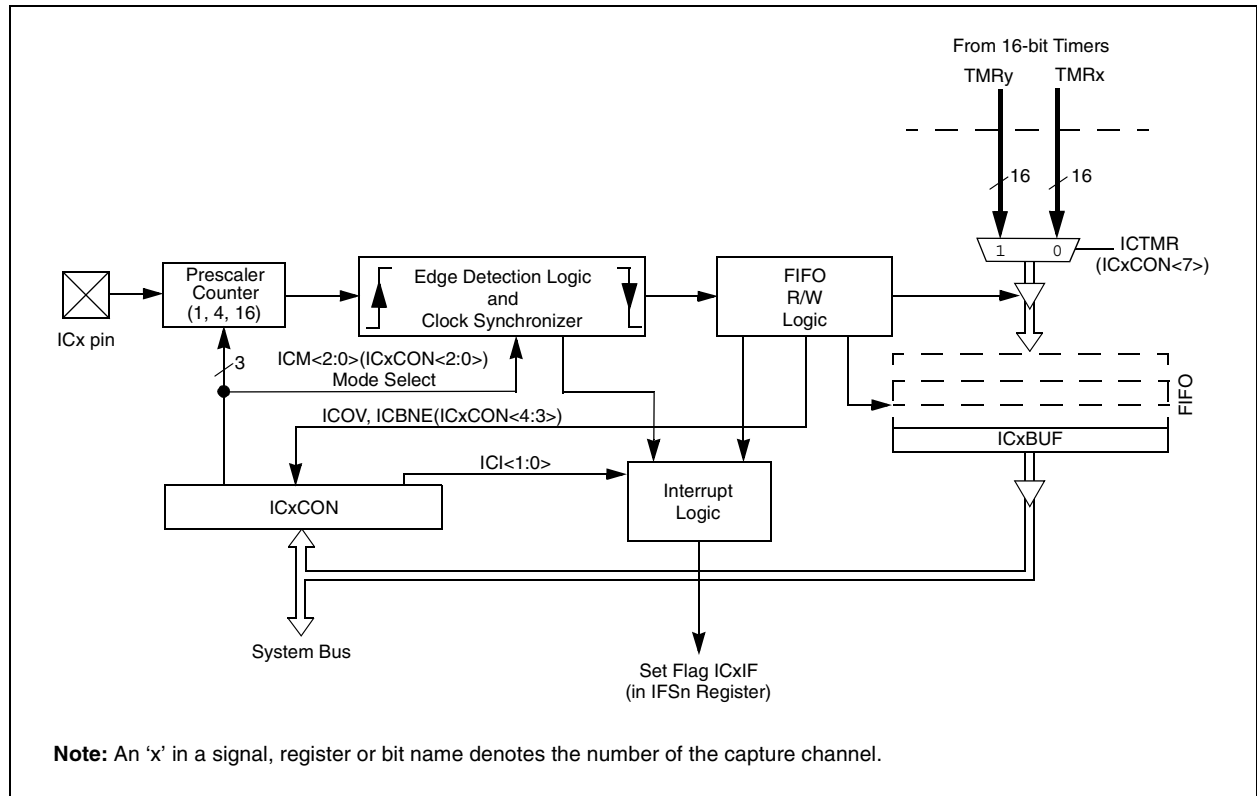 From 16-bit Timers
TMRy TMRx
16 16
1 0
ICTMR
(ICxCON<7>)
Prescaler
Counter
(1, 4, 16)
Edge Detection Logic
and
Clock Synchronizer
FIFO
R/W
Logic
ICx pin
3
ICM<2:0>(ICxCON<2:0>)
Mode Select
FIFO
ICOV, ICBNE(ICxCON<4:3>)
ICxBUF
ICI<1:0>
ICxCON
Interrupt
Logic
System Bus
Set Flag ICxIF
(in IFSn Register)
Note: An ‘x’ in a signal, register or bit name denotes the number of the capture channel.